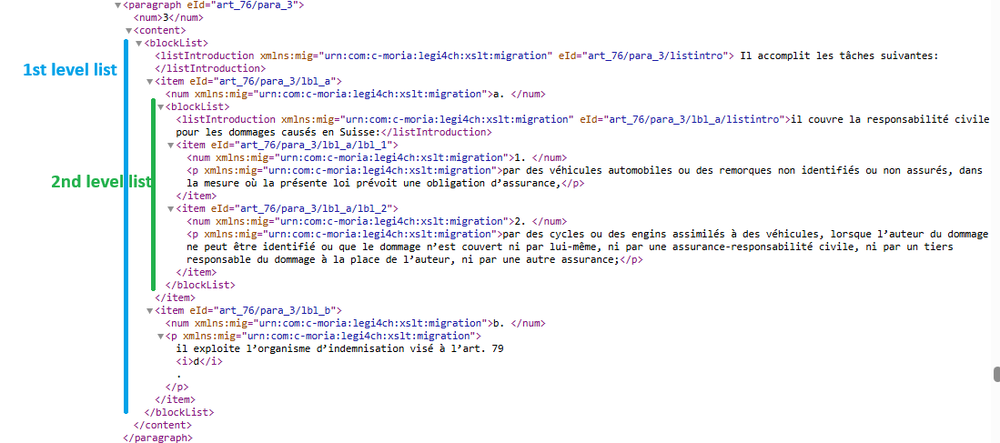 ▼<paragraph eId="art_76/para_3">
<num>3</num>
▼<content>
▼<blockList>
<listIntroduction xmlns:mig="urn:com:c-moria:legi4ch:xslt:migration" eId="art_76/para_3/listintro"> Il accomplit les tâches suivantes:
1st level list
</listIntroduction>
▼<item eId="art_76/para_3/lbl_a">
<num xmlns:mig="urn:com:c-moria:legi4ch:xslt:migration">a. </num>
▼<blockList>
<listIntroduction xmlns:mig="urn:com:c-moria:legi4ch:xslt:migration" eId="art_76/para_3/lbl_a/listintro">il couvre la responsabilité civile
pour les dommages causés en Suisse:</listIntroduction>
▼<item eId="art_76/para_3/lbl_a/lbl_1">
<num xmlns:mig="urn:com:c-moria:legi4ch:xslt:migration">1. </num>
<p xmlns:mig="urn:com:c-moria:legi4ch:xslt:migration">par des véhicules automobiles ou des remorques non identifiés ou non assurés, dans
2nd level list
la mesure où la présente loi prévoit une obligation d’assurance,</p>
</item>
▼<item eId="art_76/para_3/lbl_a/lbl_2">
<num xmlns:mig="urn:com:c-moria:legi4ch:xslt:migration">2. </num>
<p xmlns:mig="urn:com:c-moria:legi4ch:xslt:migration">par des cycles ou des engins assimilés à des véhicules, lorsque l’auteur du dommage
ne peut être identifié ou que le dommage n’est couvert ni par lui-même, ni par une assurance-responsabilité civile, ni par un tiers
responsable du dommage à la place de l’auteur, ni par une autre assurance;</p>
</item>
</blockList>
</item>
▼<item eId="art_76/para_3/lbl_b">
<num xmlns:mig="urn:com:c-moria:legi4ch:xslt:migration">b. </num>
▼<p xmlns:mig="urn:com:c-moria:legi4ch:xslt:migration">
il exploite l’organisme d’indemnisation visé à l’art. 79
<i>d</i>
.
</p>
</item>
</blockList>
</content>
</paragraph>